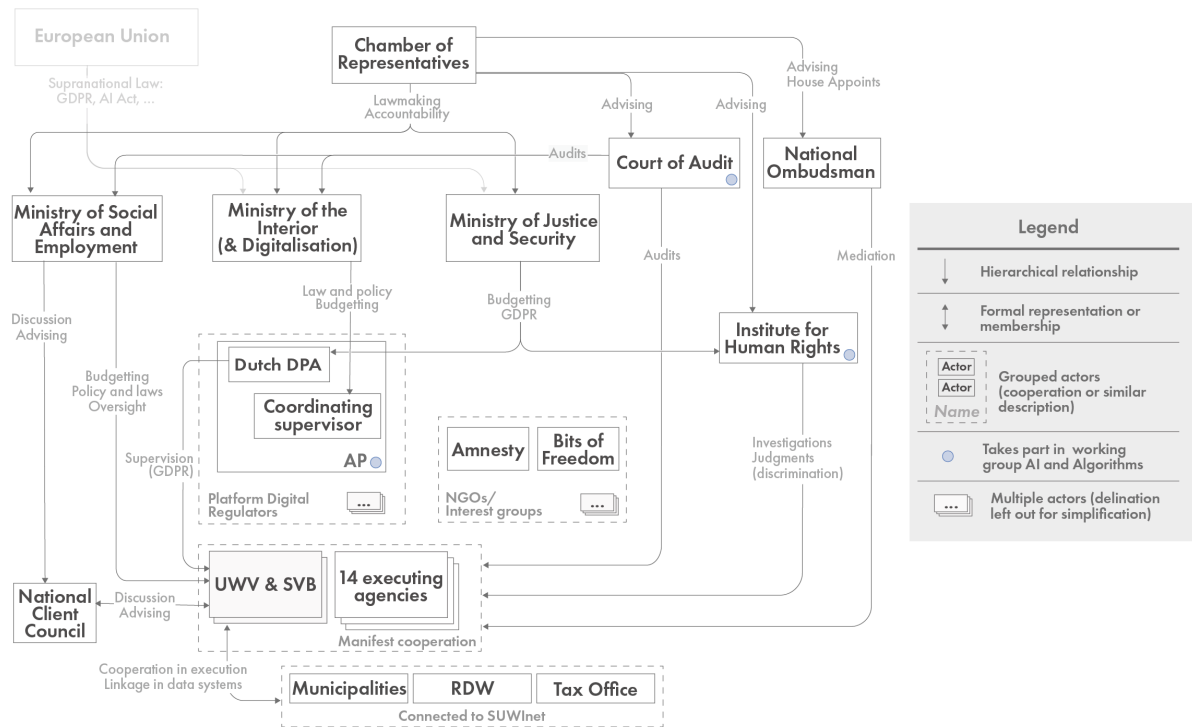 European Union
Supranational Law:
GDPR, AI Act, ...
Chamber of
Representatives
Lawmaking
Accountability
Advising
Advising
Advising
House Appoints
Audits
Court of Audit
National
Ombudsman
Ministry of Social
Affairs and
Employment
Ministry of the
Interior
(& Digitalisation)
Ministry of Justice
and Security
Audits
Mediation
Discussion
Advising
Law and policy
Budgetting
Budgetting
GDPR
Institute for
Human Rights
Budgetting
Policy and laws
Oversight
Dutch DPA
Coordinating
supervisor
AP
Supervision
(GDPR)
Platform Digital
Regulators
...
Amnesty
Bits of
Freedom
NGOs/
Interest groups
...
Investigations
Judgments
(discrimination)
UWV & SVB
14 executing
agencies
Manifest cooperation
National
Client
Council
Discussion
Advising
Cooperation in execution
Linkage in data systems
Municipalities
RDW
Tax Office
Connected to SUWInet
Legend
Hierarchical relationship
Formal representation or
membership
Actor
Actor
Name
Grouped actors
(cooperation or similar
description)
Takes part in working
group AI and Algorithms
...
Multiple actors (delination
left out for simplification)